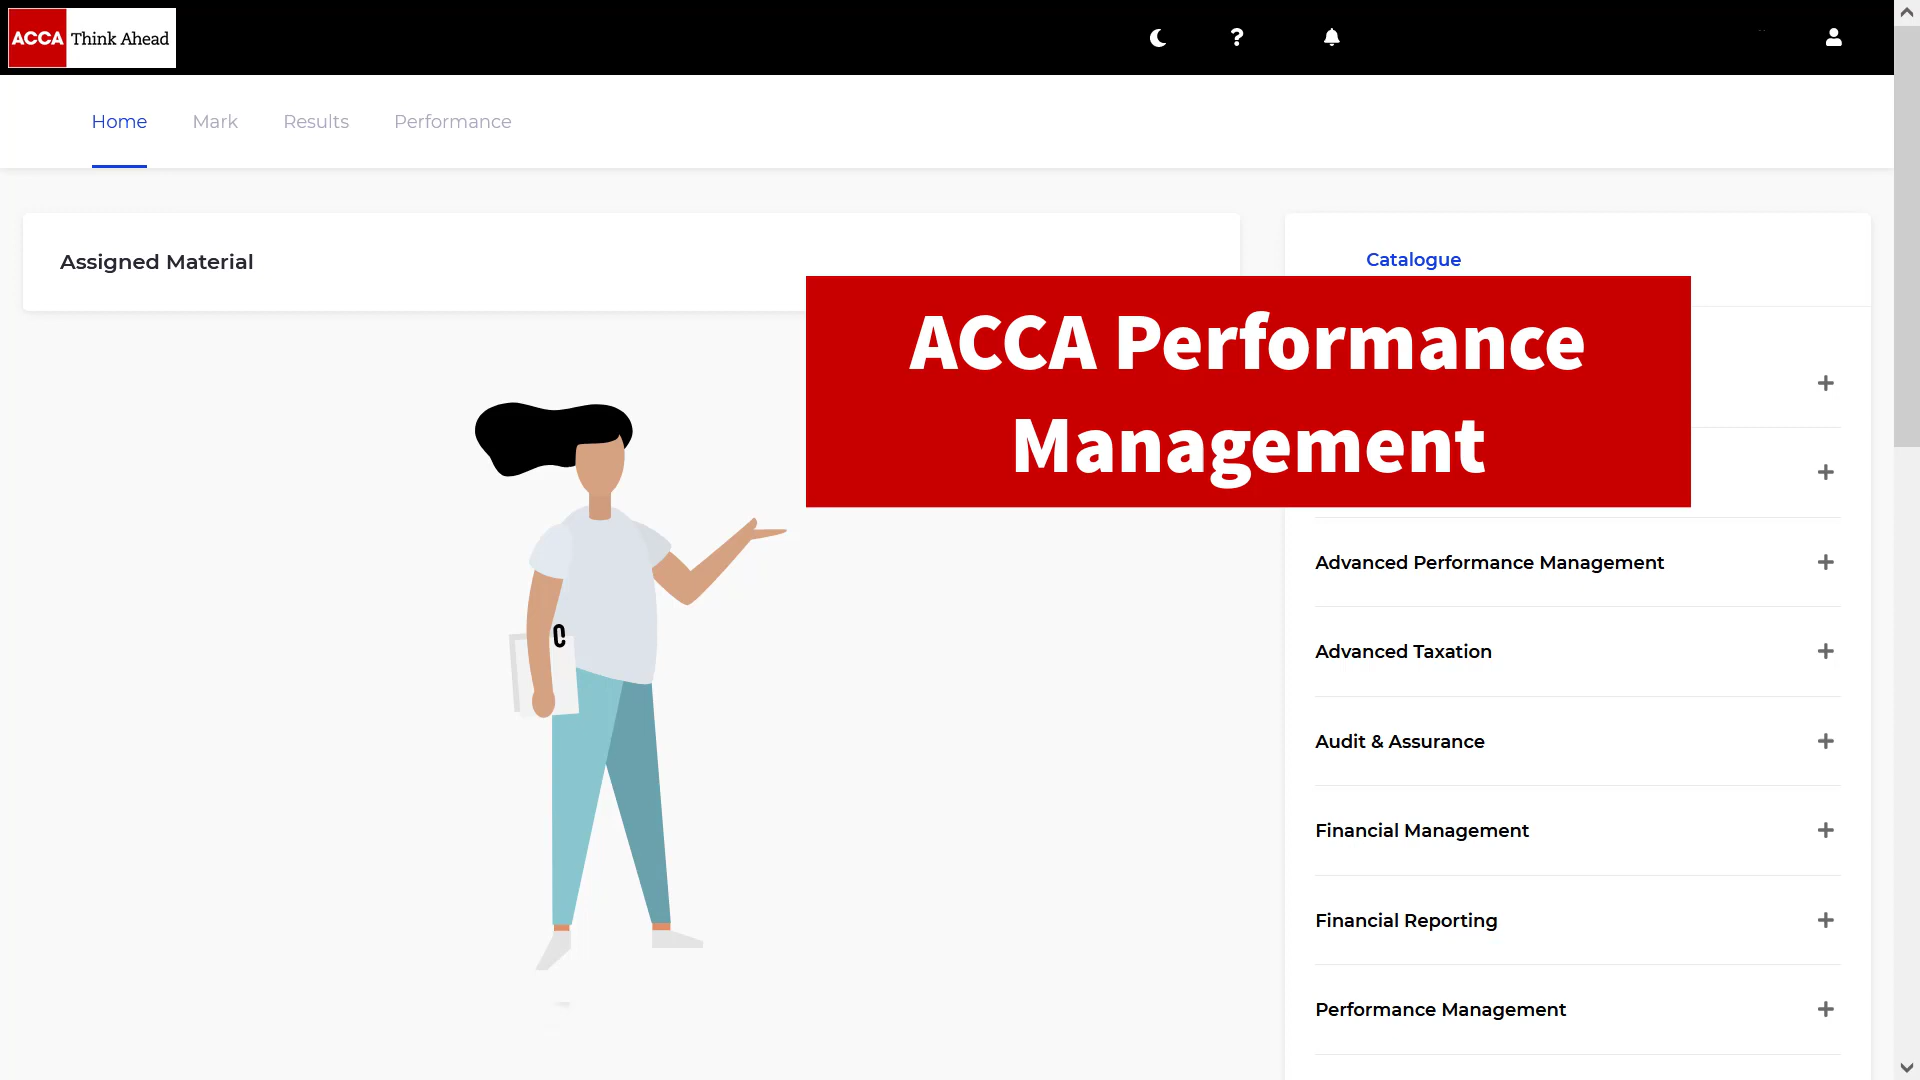 ACCA Think Ahead
?
Home Mark Results Performance
Assigned Material
Catalogue
ACCA Performance
Management
Advanced Performance Management
Advanced Taxation
Audit & Assurance
Financial Management
Financial Reporting
Performance Management